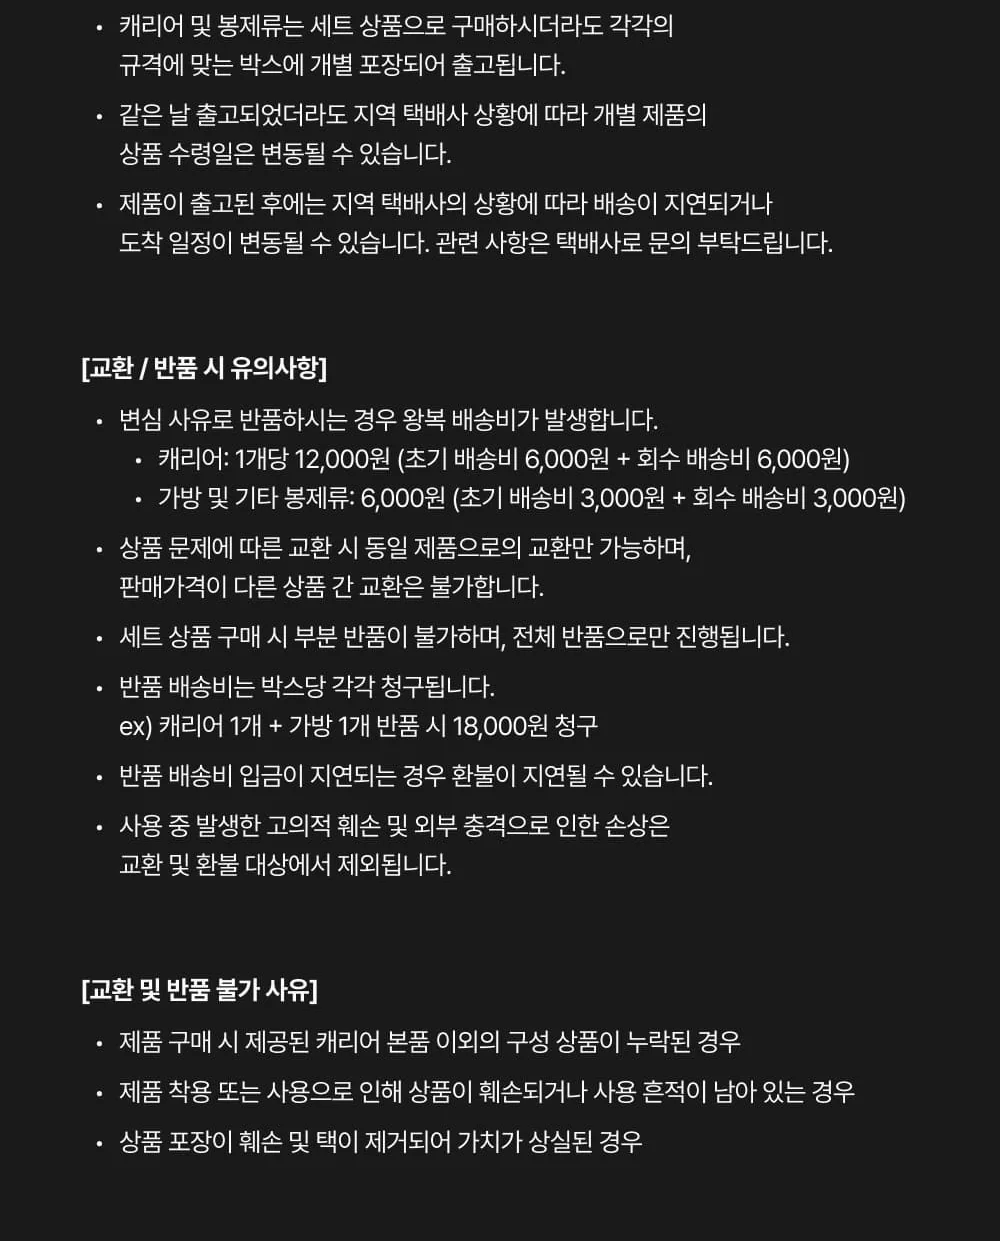 • 캐리어 및 봉제류는 세트 상품으로 구매하시더라도 각각의
규격에 맞는 박스에 개별 포장되어 출고됩니다.
• 같은 날 출고되었더라도 지역 택배사 상황에 따라 개별 제품의
상품 수령일은 변동될 수 있습니다.
• 제품이 출고된 후에는 지역 택배사의 상황에 따라 배송이 지연되거나
도착 일정이 변동될 수 있습니다. 관련 사항은 택배사로 문의 부탁드립니다.
[교환 / 반품 시 유의사항]
• 변심 사유로 반품하시는 경우 왕복 배송비가 발생합니다.
• 캐리어: 1개당 12,000원 (초기 배송비 6,000원 + 회수 배송비 6,000원)
• 가방 및 기타 봉제류: 6,000원 (초기 배송비 3,000원 + 회수 배송비 3,000원)
• 상품 문제에 따른 교환 시 동일 제품으로의 교환만 가능하며,
판매가격이 다른 상품 간 교환은 불가합니다.
• 세트 상품 구매 시 부분 반품이 불가하며, 전체 반품으로만 진행됩니다.
• 반품 배송비는 박스당 각각 청구됩니다.
ex) 캐리어 1개 + 가방 1개 반품 시 18,000원 청구
• 반품 배송비 입금이 지연되는 경우 환불이 지연될 수 있습니다.
• 사용 중 발생한 고의적 훼손 및 외부 충격으로 인한 손상은
교환 및 환불 대상에서 제외됩니다.
[교환 및 반품 불가 사유]
• 제품 구매 시 제공된 캐리어 본품 이외의 구성 상품이 누락된 경우
• 제품 착용 또는 사용으로 인해 상품이 훼손되거나 사용 흔적이 남아 있는 경우
• 상품 포장이 훼손 및 택이 제거되어 가치가 상실된 경우